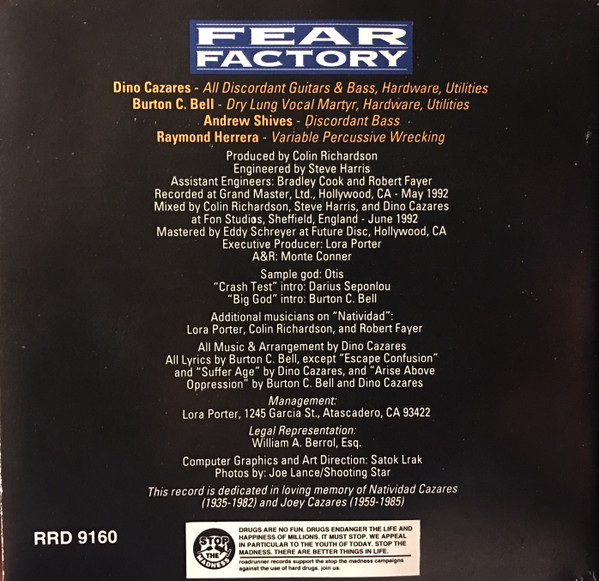 FEAR
FACTORY
Dino Cazares - All Discordant Guitars & Bass, Hardware, Utilities
Burton C. Bell - Dry Lung Vocal Martyr, Hardware, Utilities
Andrew Shives - Discordant Bass
Raymond Herrera - Variable Percussive Wrecking
Produced by Colin Richardson
Engineered by Steve Harris
Assistant Engineers: Bradley Cook and Robert Fayer
Recorded at Grand Master, Ltd., Hollywood, CA - May 1992
Mixed by Colin Richardson, Steve Harris, and Dino Cazares
at Fon Studios, Sheffield, England - June 1992
Mastered by Eddy Schreyer at Future Disc, Hollywood, CA
Executive Producer: Lora Porter
A&R: Monte Conner
Sample god: Otis
"Crash Test" intro: Darius Seponlou
"Big God" intro: Burton C. Bell
Additional musicians on "Natividad":
Lora Porter, Colin Richardson, and Robert Fayer
All Music & Arrangement by Dino Cazares
All Lyrics by Burton C. Bell, except "Escape Confusion"
and "Suffer Age" by Dino Cazares, and "Arise Above
Oppression" by Burton C. Bell and Dino Cazares
Management:
Lora Porter, 1245 Garcia St., Atascadero, CA 93422
Legal Representation:
William A. Berrol, Esq.
Computer Graphics and Art Direction: Satok Lrak
Photos by: Joe Lance/Shooting Star
This record is dedicated in loving memory of Natividad Cazares
(1935-1982) and Joey Cazares (1959-1985)
RRD 9160
STOP
THE
MADNESS
DRUGS ARE NO FUN. DRUGS ENDANGER THE LIFE AND
HAPPINESS OF MILLIONS. IT MUST STOP. WE APPEAL
IN PARTICULAR TO THE YOUTH OF TODAY. STOP THE
MADNESS. THERE ARE BETTER THINGS IN LIFE.
roadrunner records support the stop the madness campaigns
against the use of hard drugs. join us.